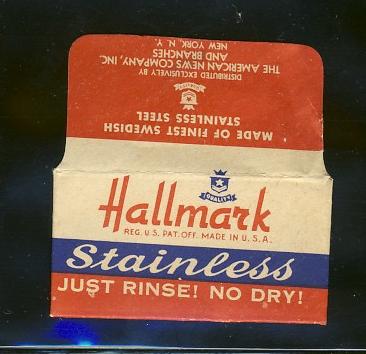 MADE OF FINEST SWEDISH
STAINLESS STEEL
QUALITY
DISTRIBUTED EXCLUSIVELY BY
THE AMERICAN NEWS COMPANY, INC.
AND BRANCHES
NEW YORK, N. Y.
QUALITY
Hallmark
REG. U.S. PAT. OFF. MADE IN U.S.A.
Stainless
JUST RINSE! NO DRY!